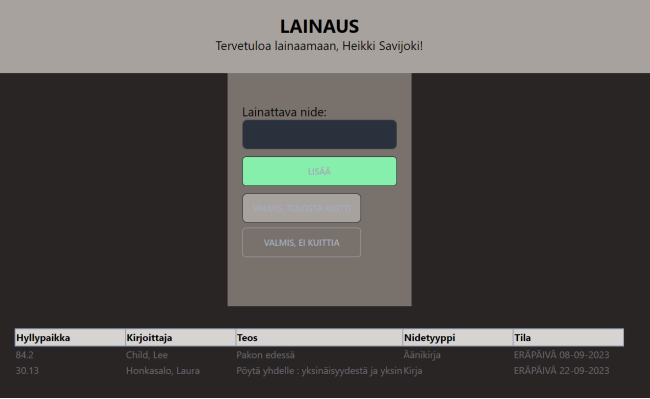 LAINAUS
Tervetuloa lainaamaan, Heikki Savijoki!
Lainattava nide:
LISÄÄ
VALMIS, TULOSTA KUITTI
VALMIS, EI KUITTIA
Hyllypaikka Kirjoittaja Teos Nidetyyppi Tila
84.2 Child, Lee Pakon edessä Äänikirja ERÄPÄIVÄ 08-09-2023
30.13 Honkasalo, Laura Pöytä yhdelle : yksinäisyydestä ja yksin Kirja ERÄPÄIVÄ 22-09-2023